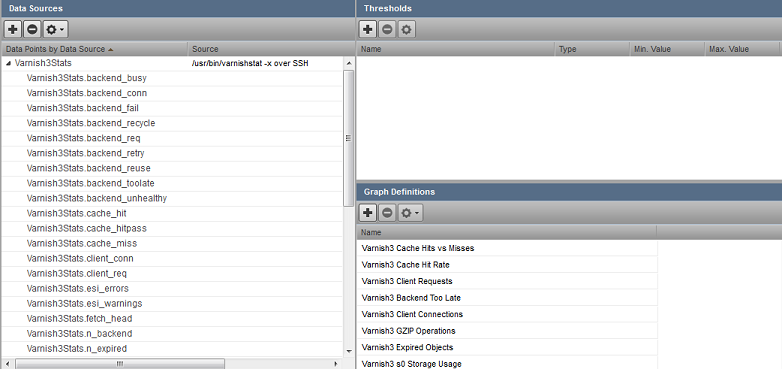 Data Sources
Data Points by Data Source Source
Varnish3Stats /usr/bin/varnishstat -x over SSH
Varnish3Stats.backend_busy
Varnish3Stats.backend_conn
Varnish3Stats.backend_fail
Varnish3Stats.backend_recycle
Varnish3Stats.backend_req
Varnish3Stats.backend_retry
Varnish3Stats.backend_reuse
Varnish3Stats.backend_toolate
Varnish3Stats.backend_unhealthy
Varnish3Stats.cache_hit
Varnish3Stats.cache_hitpass
Varnish3Stats.cache_miss
Varnish3Stats.client_conn
Varnish3Stats.client_req
Varnish3Stats.esi_errors
Varnish3Stats.esi_warnings
Varnish3Stats.fetch_head
Varnish3Stats.n_backend
Varnish3Stats.n_expired
Thresholds
Name Type Min. Value Max. Value
Graph Definitions
Name
Varnish3 Cache Hits vs Misses
Varnish3 Cache Hit Rate
Varnish3 Client Requests
Varnish3 Backend Too Late
Varnish3 Client Connections
Varnish3 GZIP Operations
Varnish3 Expired Objects
Varnish3 s0 Storage Usage